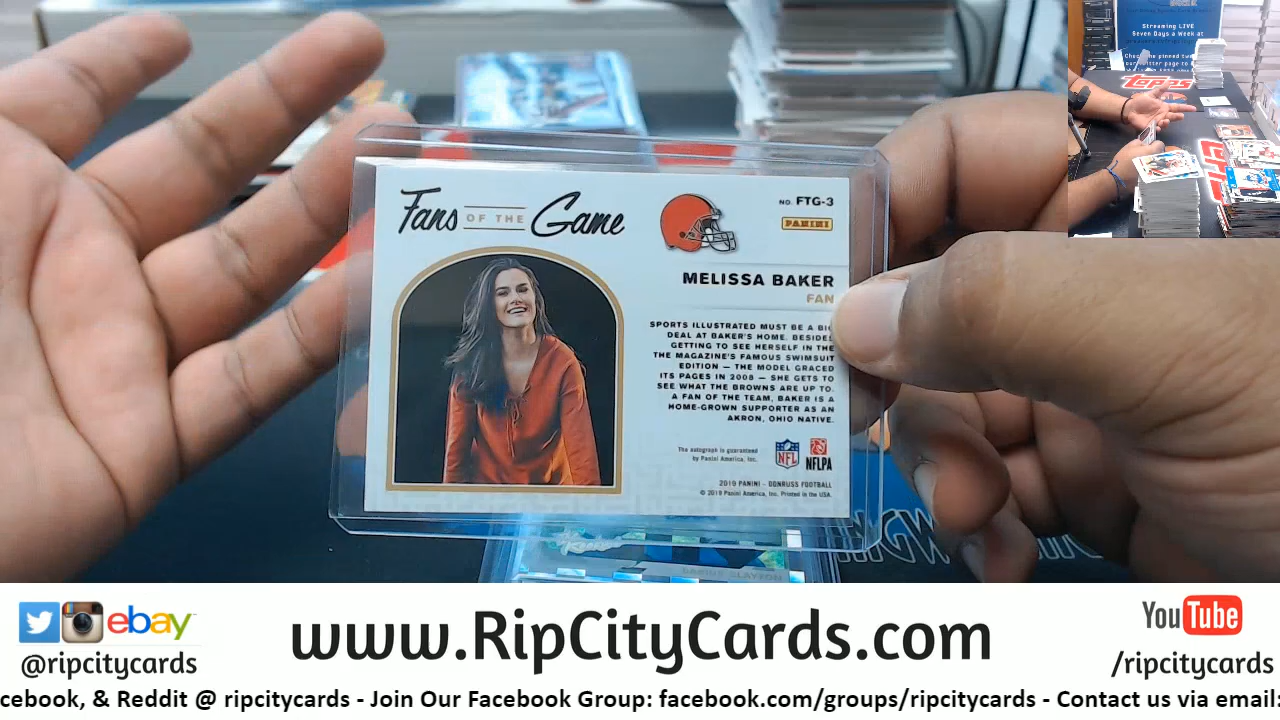 Fans OF THE Game
NO. FTG-3
PANINI
MELISSA BAKER
FAN
SPORTS ILLUSTRATED MUST BE A BI
DEAL AT BAKER'S HOME. BESIDES
GETTING TO SEE HERSELF IN THE
THE MAGAZINE'S FAMOUS SWIMSUIT
EDITION — THE MODEL GRACED
ITS PAGES IN 2008 — SHE GETS TO
SEE WHAT THE BROWNS ARE UP TO.
A FAN OF THE TEAM, BAKER IS A
HOME-GROWN SUPPORTER AS AN
AKRON, OHIO NATIVE.
The autograph is guaranteed
by Panini America, Inc.
NFL
NFLPA
2019 PANINI - DONRUSS FOOTBALL
© 2019 Panini America, Inc. Printed in the USA.
Streaming LIVE
Seven Days a Week at
Topps
ebay
@ripcitycards
www.RipCityCards.com
YouTube
/ripcitycards
cebook, & Reddit @ ripcitycards - Join Our Facebook Group: facebook.com/groups/ripcitycards - Contact us via email: